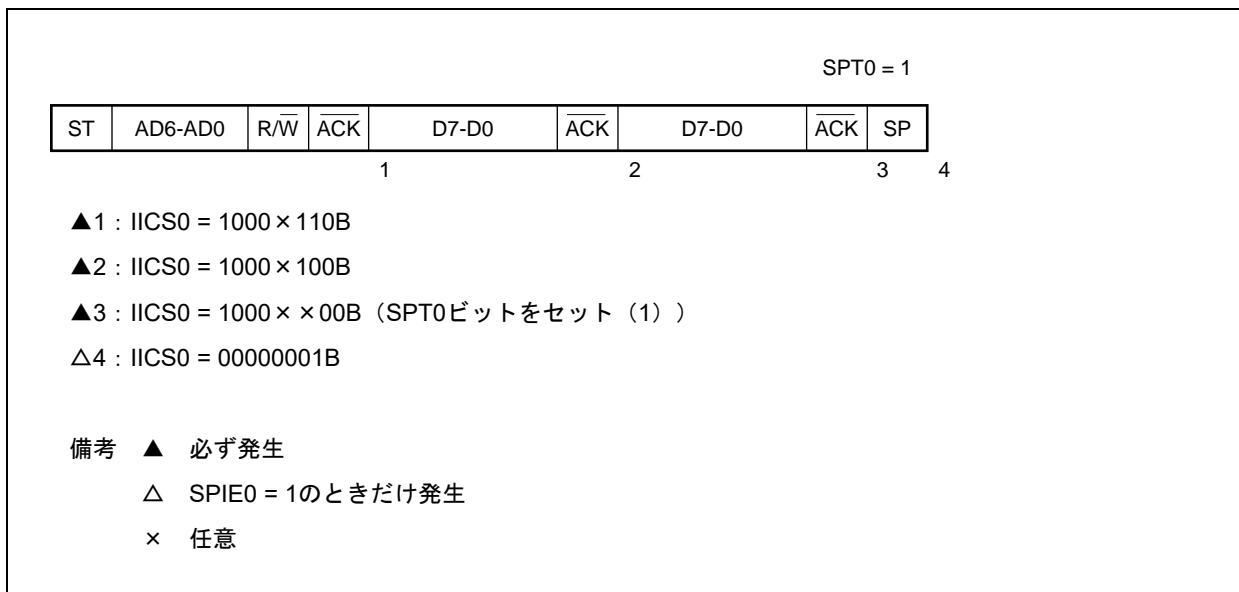 SPT0 = 1
ST AD6-AD0 R/W̅ A̅C̅K̅ D7-D0 A̅C̅K̅ D7-D0 A̅C̅K̅ SP
1 2 3 4
▲1：IICS0 = 1000×110B
▲2：IICS0 = 1000×100B
▲3：IICS0 = 1000××00B（SPT0ビットをセット（1））
△4：IICS0 = 00000001B
備考 ▲ 必ず発生
△ SPIE0 = 1のときだけ発生
× 任意